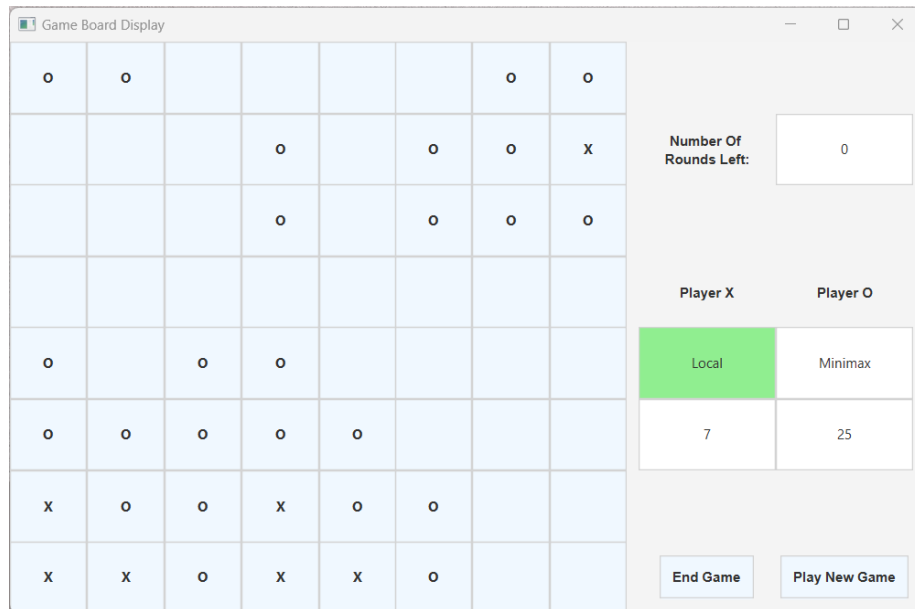 Game Board Display
O O O O
O O O X
Number Of
Rounds Left:
0
O O O O
Player X Player O
O O O
Local Minimax
O O O O O
7 25
X O O X O O
X X O X X O
End Game Play New Game